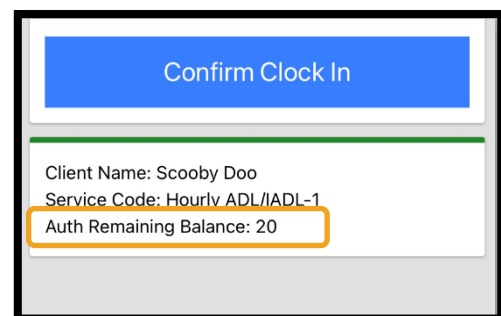 Confirm Clock In
Client Name: Scooby Doo
Service Code: Hourly ADL/IADL-1
Auth Remaining Balance: 20